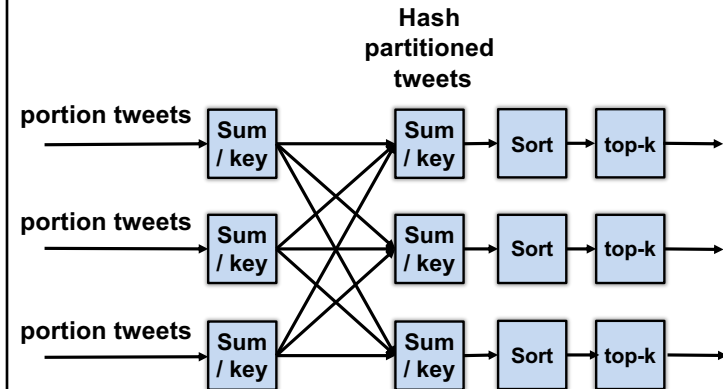 Hash
partitioned
tweets
portion tweets
Sum
/ key
Sum
/ key
Sort
top-k
portion tweets
Sum
/ key
Sum
/ key
Sort
top-k
portion tweets
Sum
/ key
Sum
/ key
Sort
top-k